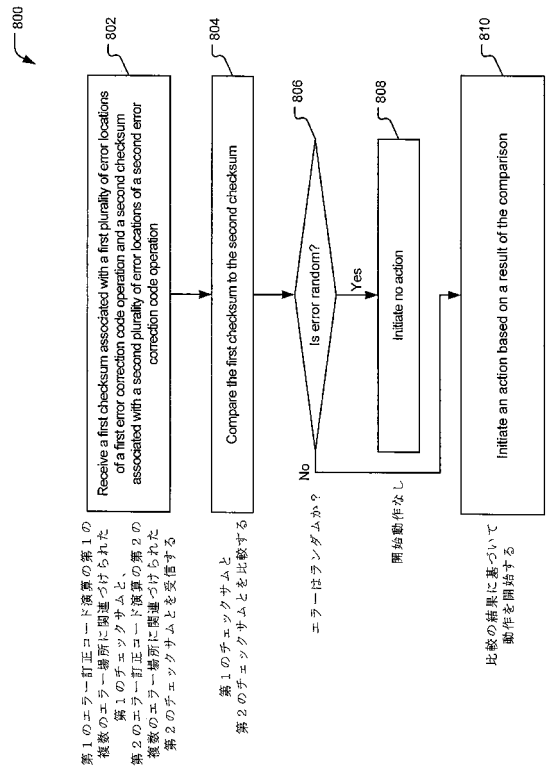 800
802
Receive a first checksum associated with a first plurality of error locations
of a first error correction code operation and a second checksum
associated with a second plurality of error locations of a second error
correction code operation
第1のエラー訂正コード演算の第1の
複数のエラー場所に関連づけられた
第1のチェックサムと、
第2のエラー訂正コード演算の第2の
複数のエラー場所に関連づけられた
第2のチェックサムとを受信する
804
Compare the first checksum to the second checksum
第1のチェックサムと
第2のチェックサムとを比較する
806
Is error random?
エラーはランダムか?
No
Yes
808
Initiate no action
開始動作なし
810
Initiate an action based on a result of the comparison
比較の結果に基づいて
動作を開始する